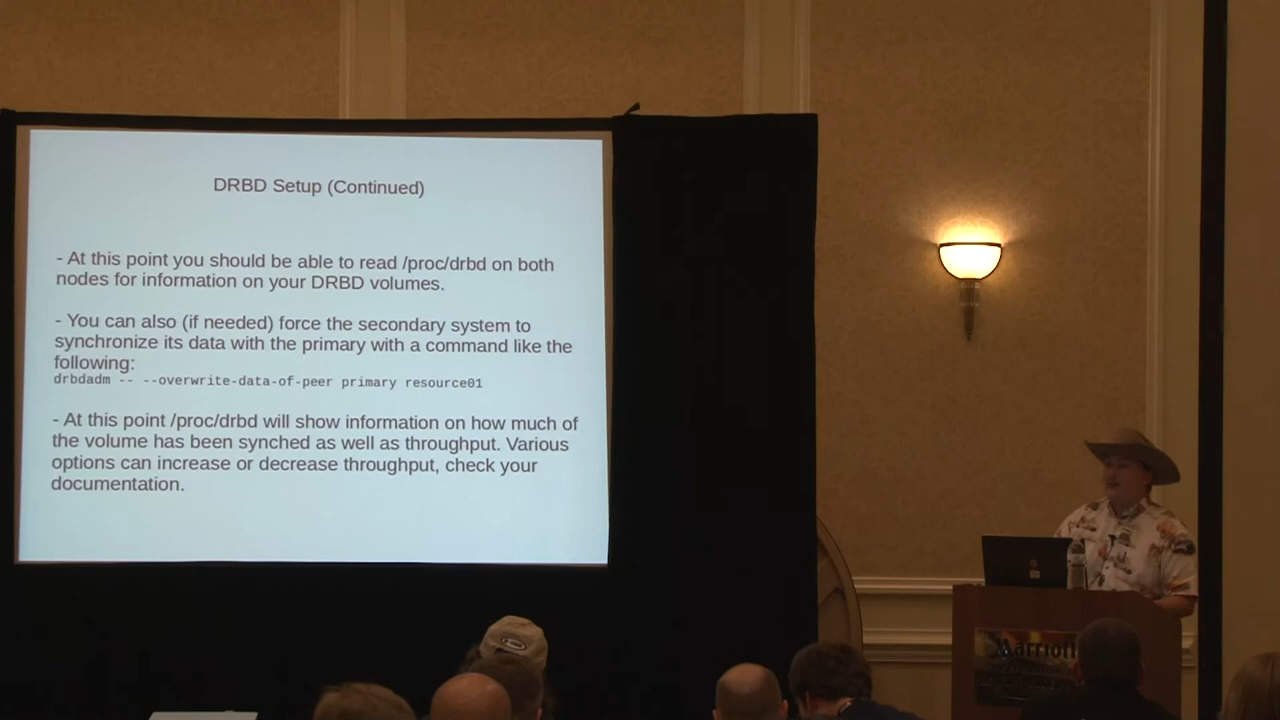 DRBD Setup (Continued)
- At this point you should be able to read /proc/drbd on both
nodes for information on your DRBD volumes.
- You can also (if needed) force the secondary system to
synchronize its data with the primary with a command like the
following:
drbdadm -- --overwrite-data-of-peer primary resource01
- At this point /proc/drbd will show information on how much of
the volume has been synched as well as throughput. Various
options can increase or decrease throughput, check your
documentation.
Marriott